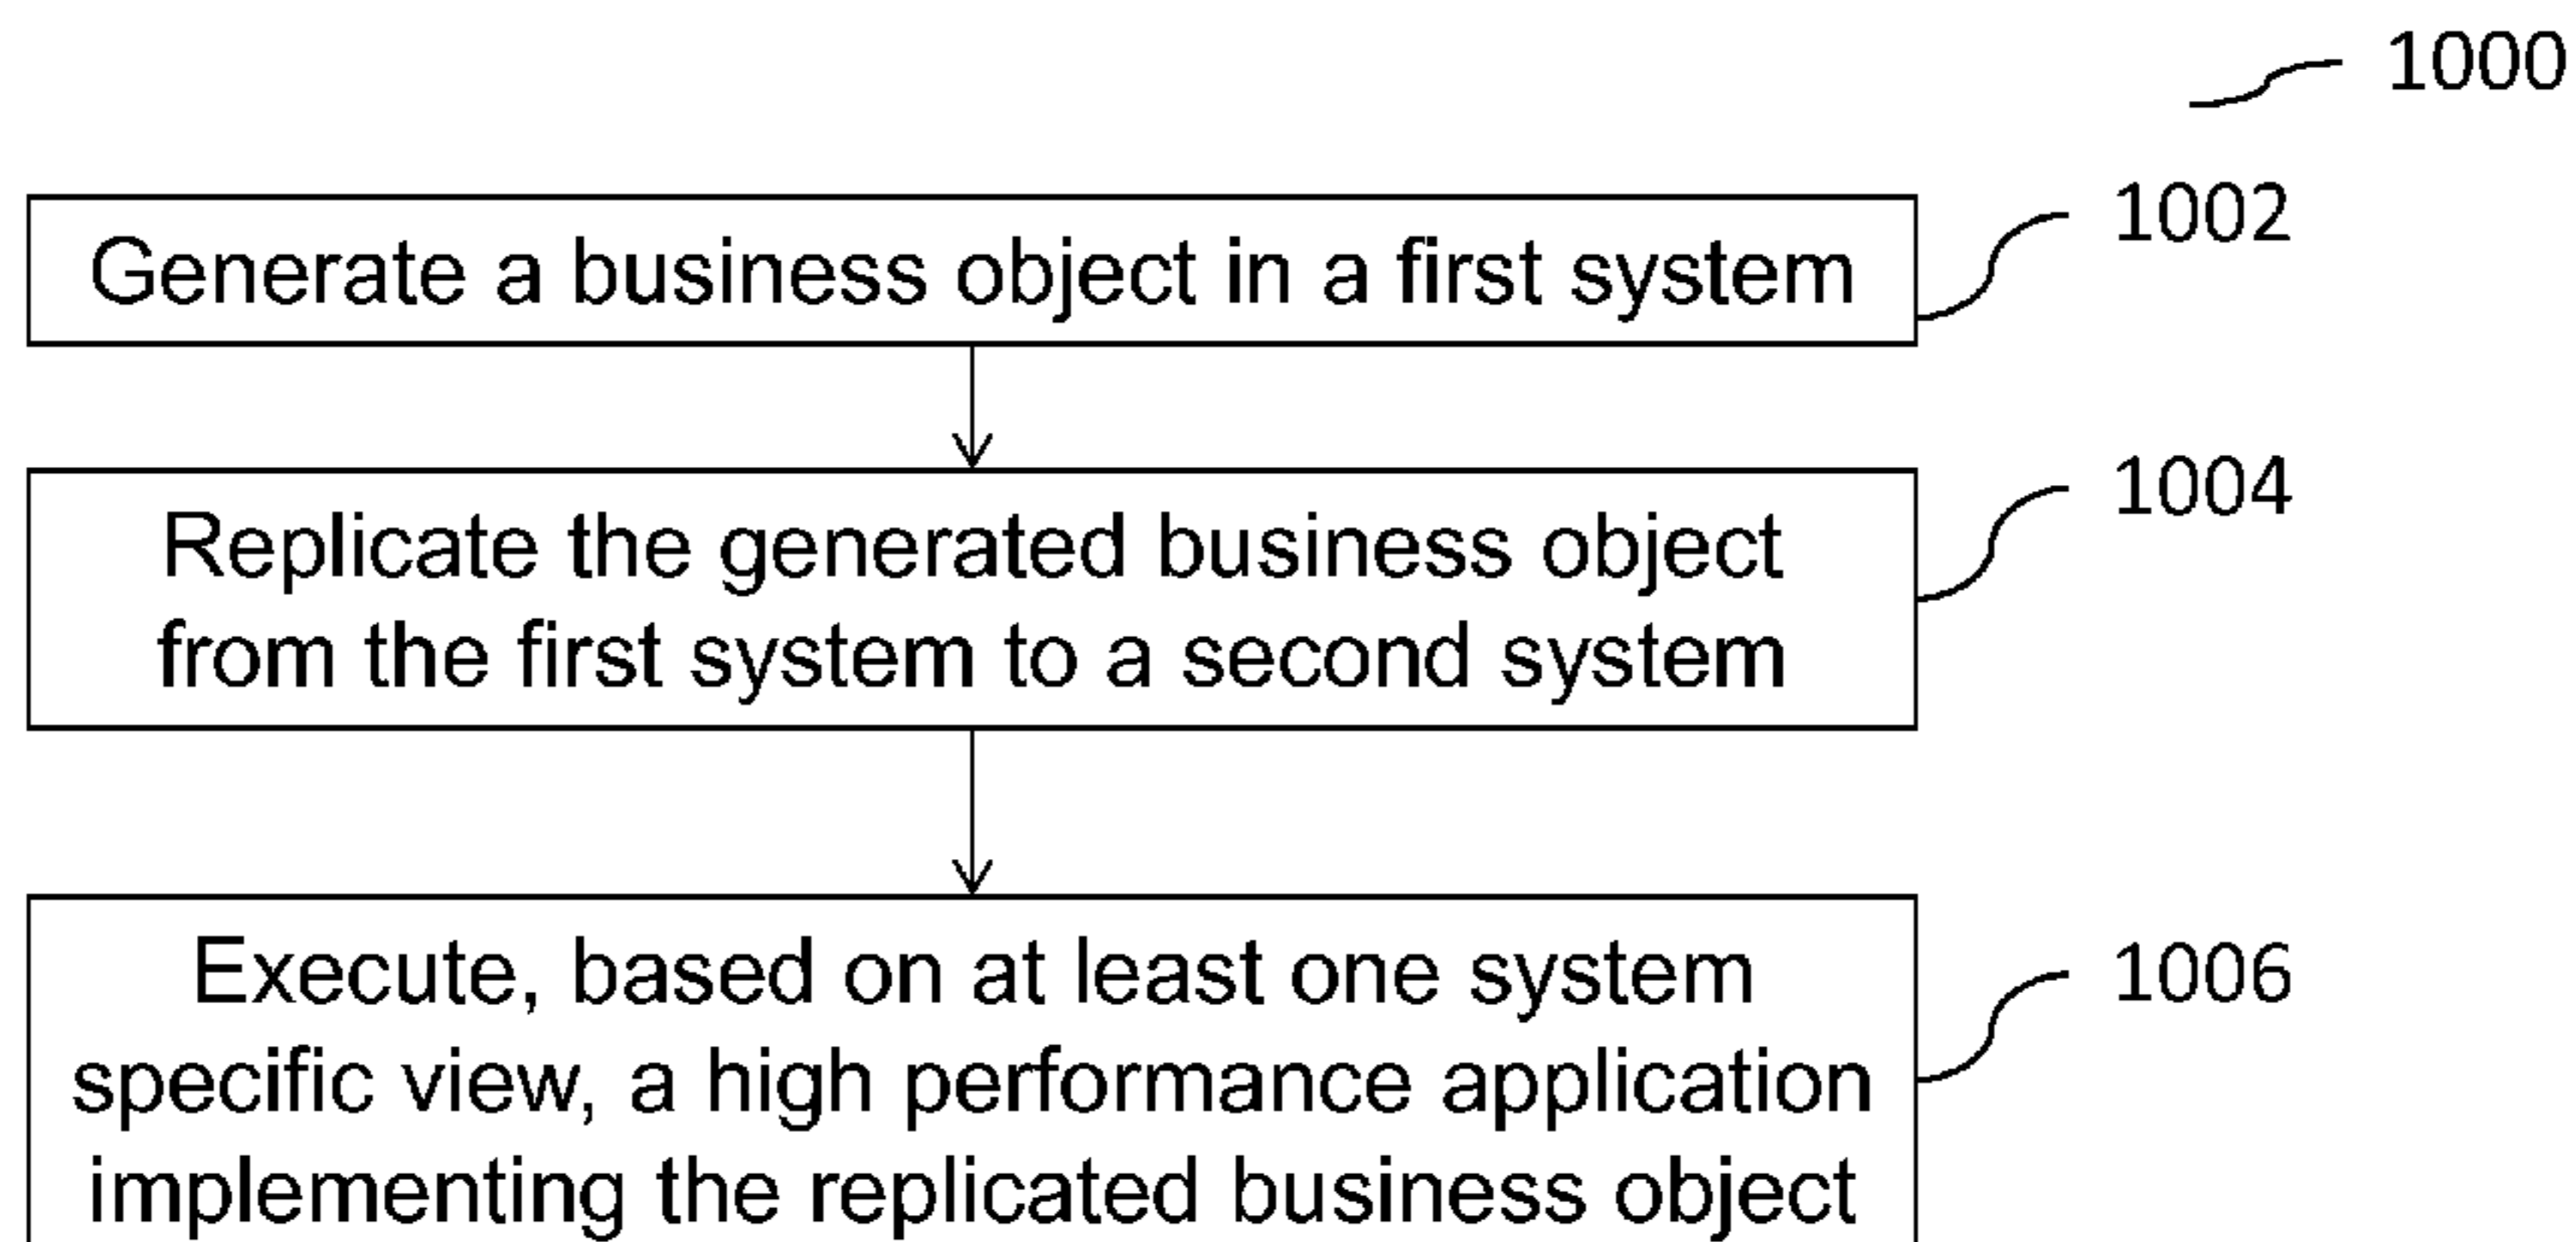 1000
Generate a business object in a first system
1002
Replicate the generated business object
from the first system to a second system
1004
Execute, based on at least one system
specific view, a high performance application
implementing the replicated business object
1006